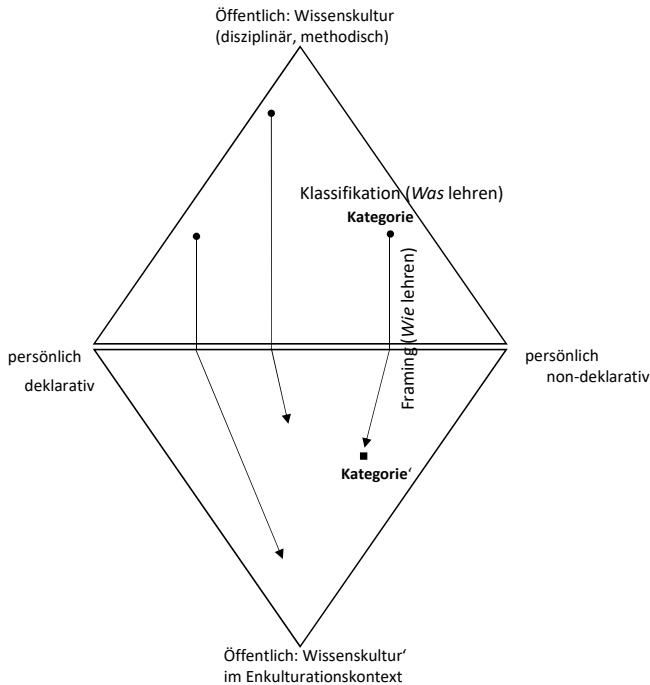 Öffentlich: Wissenskultur
(disziplinär, methodisch)
Klassifikation (Was lehren)
Kategorie
Framing (Wie lehren)
persönlich
deklarativ
persönlich
non-deklarativ
Kategorie‘
Öffentlich: Wissenskultur‘
im Enkulturationskontext